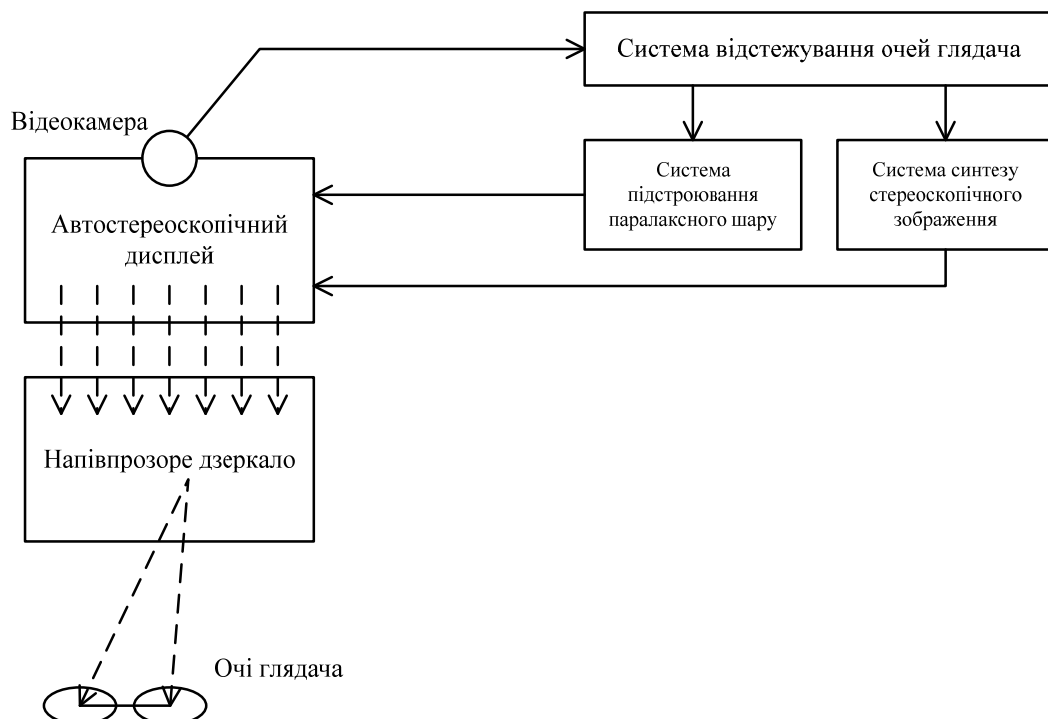 Система відстежування очей глядача
Відеокамера
Система
підстроювання
паралаксного шару
Система синтезу
стереоскопічного
зображення
Автостереоскопічний
дисплей
Напівпрозоре дзеркало
Очі глядача